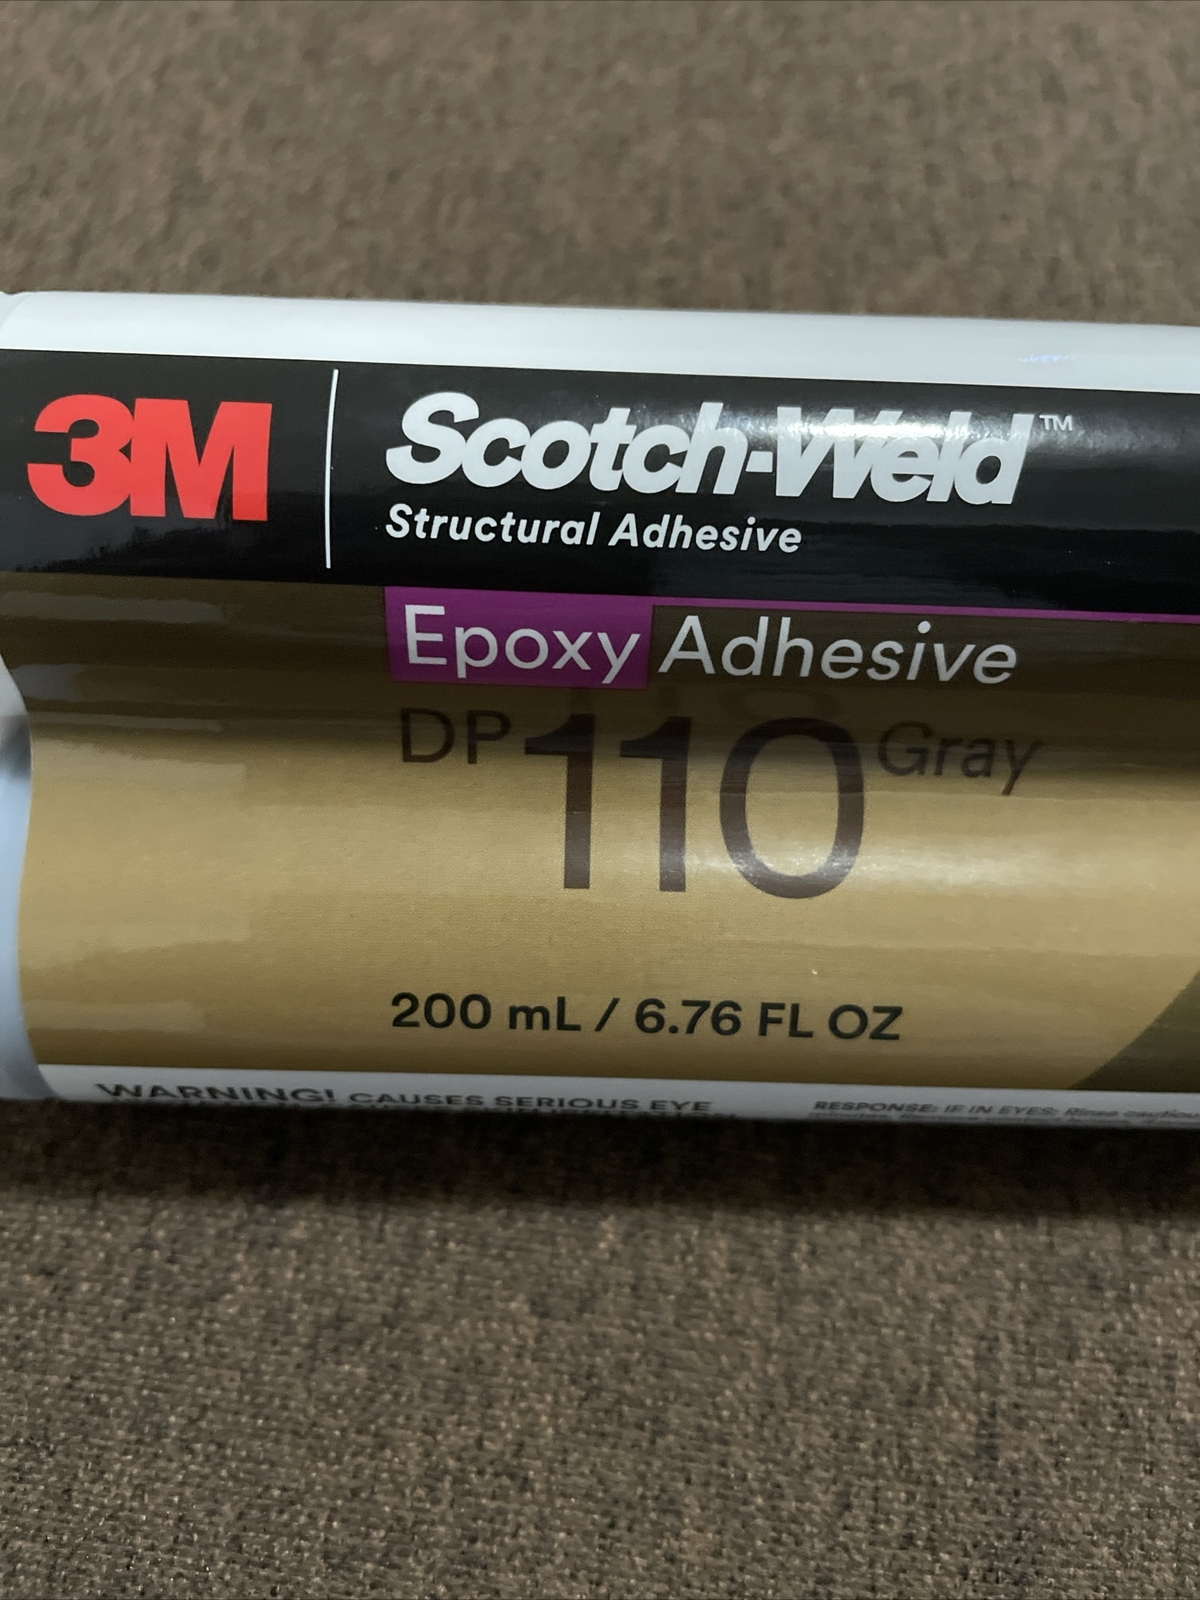 3M
Scotch-Weld™
Structural Adhesive
Epoxy Adhesive
DP 110 Gray
200 mL / 6.76 FL OZ
WARNING! CAUSES SERIOUS EYE
RESPONSE: IF IN EYES: Rinse